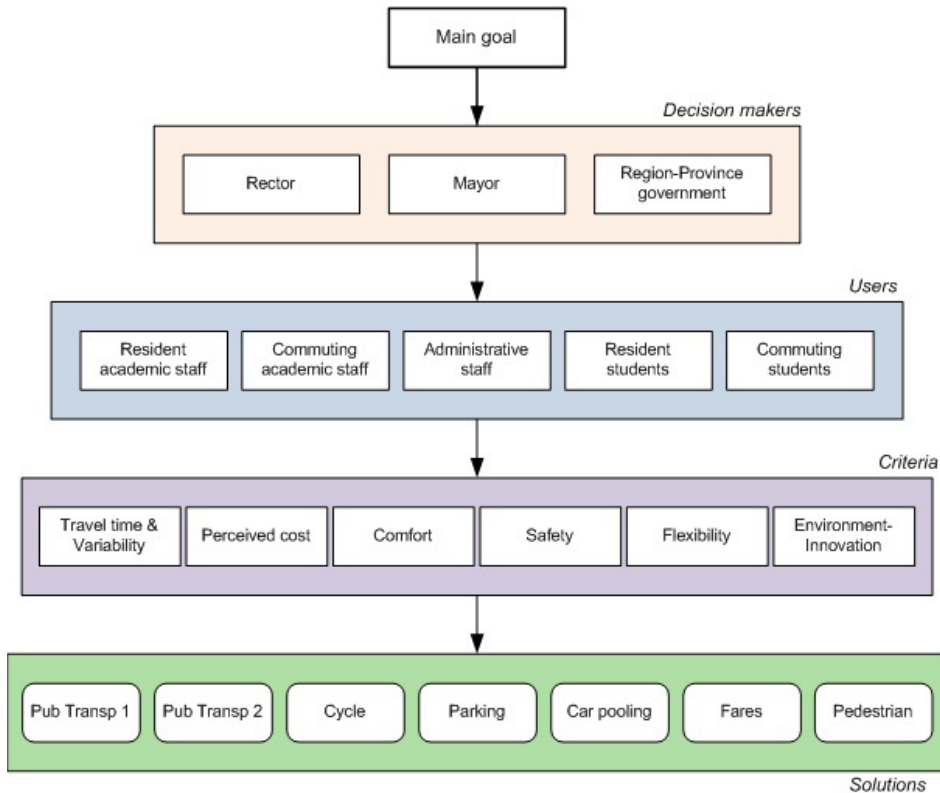 Main goal
Decision makers
Rector
Mayor
Region-Province
government
Users
Resident
academic staff
Commuting
academic staff
Administrative
staff
Resident
students
Commuting
students
Criteria
Travel time &
Variability
Perceived cost
Comfort
Safety
Flexibility
Environment-
Innovation
Pub Transp 1
Pub Transp 2
Cycle
Parking
Car pooling
Fares
Pedestrian
Solutions